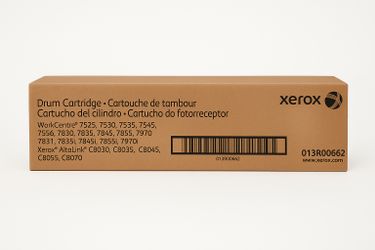 Drum Cartridge • Cartouche de tambour
Cartucho del cilindro • Cartucho do fotorreceptor
WorkCentre® 7525, 7530, 7535, 7545,
7556, 7830, 7835, 7845, 7855, 7970
7831, 7835i, 7845i, 7855i, 7970i
Xerox® AltaLink® C8030, C8035, C8045,
C8055, C8070
xerox
013R00662
013R00662
www.xerox.com